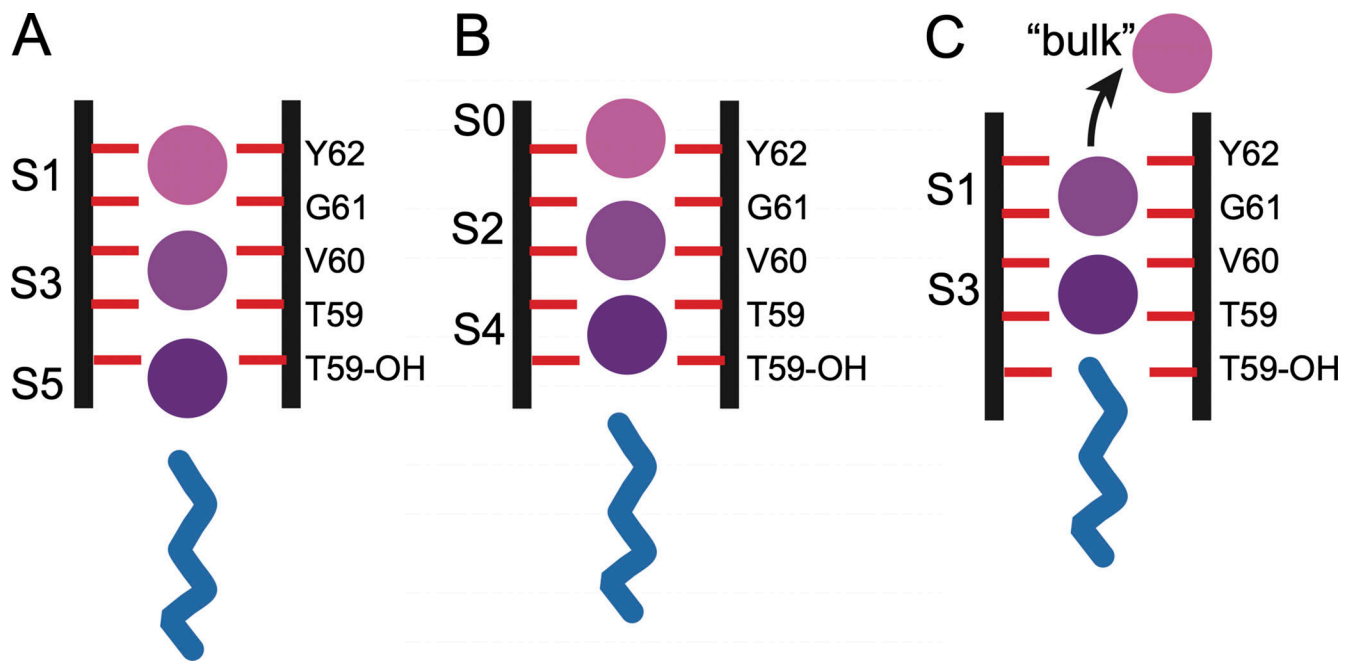 A
S1
S3
S5
Y62
G61
V60
T59
T59-OH
B
S0
S2
S4
Y62
G61
V60
T59
T59-OH
C
“bulk”
S1
S3
Y62
G61
V60
T59
T59-OH